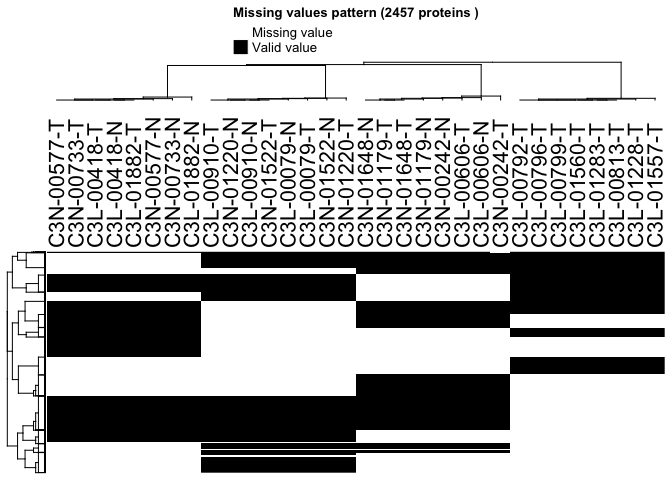 Missing values pattern (2457 proteins )
Missing value
Valid value
C3N-00577-T
C3N-00733-T
C3L-00418-T
C3L-00418-N
C3L-01882-T
C3N-00577-N
C3N-00733-N
C3L-01882-N
C3L-00910-T
C3N-01220-N
C3L-00910-N
C3N-01522-T
C3L-00079-N
C3L-00079-T
C3N-01522-N
C3N-01220-T
C3N-01648-N
C3N-01179-T
C3N-01648-T
C3N-01179-N
C3N-00242-N
C3L-00606-T
C3L-00606-N
C3N-00242-T
C3L-00792-T
C3L-00796-T
C3L-00799-T
C3L-01560-T
C3L-01283-T
C3L-00813-T
C3L-01228-T
C3L-01557-T